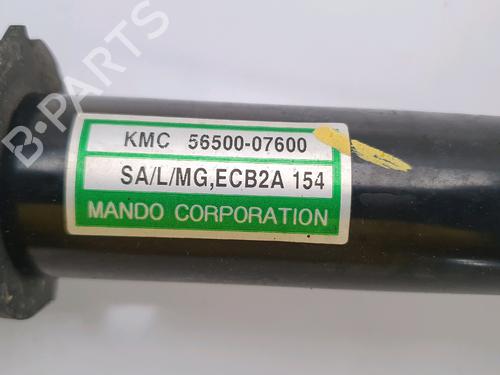 KMC 56500-07600
SA/L/MG,ECB2A 154
MANDO CORPORATION
B-PARTS